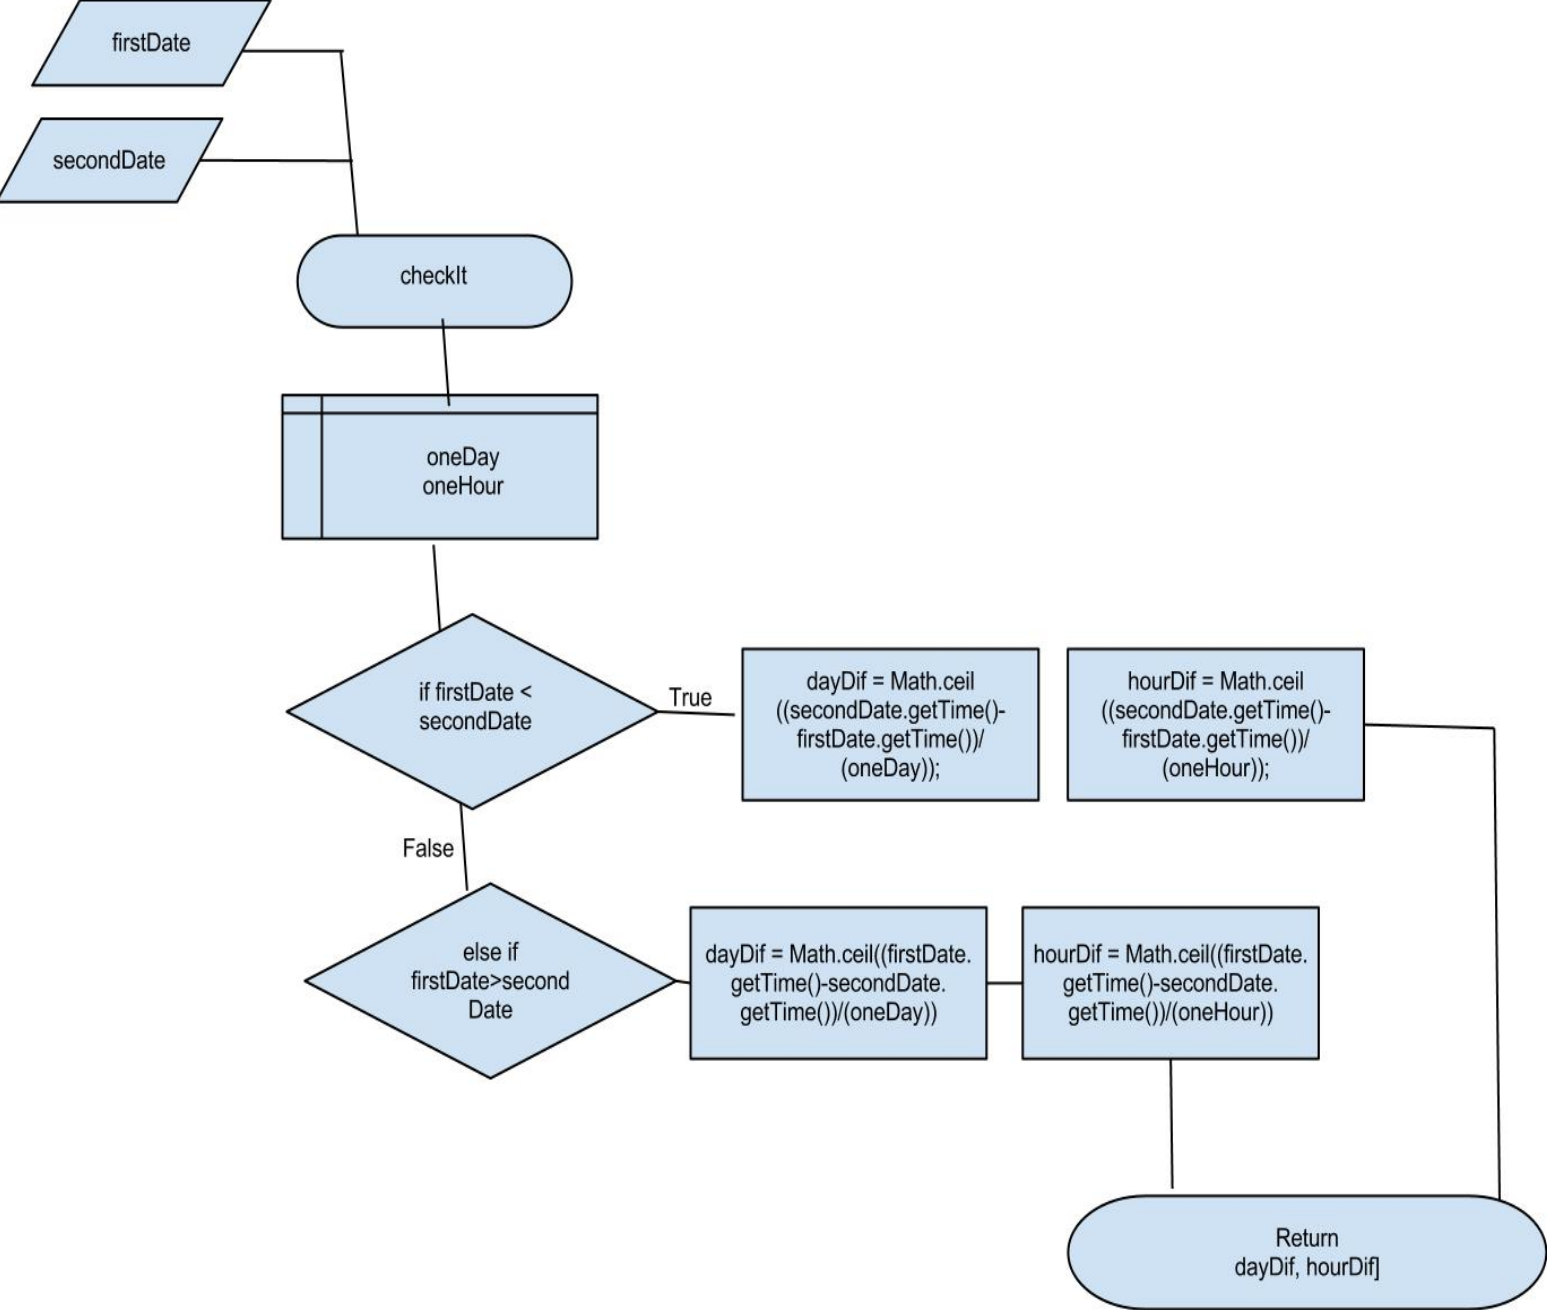 firstDate
secondDate
checkIt
oneDay
oneHour
if firstDate <
secondDate
True
dayDif = Math.ceil
((secondDate.getTime()-
firstDate.getTime())/
(oneDay));
hourDif = Math.ceil
((secondDate.getTime()-
firstDate.getTime())/
(oneHour));
False
else if
firstDate>second
Date
dayDif = Math.ceil((firstDate.
getTime()-secondDate.
getTime())/(oneDay))
hourDif = Math.ceil((firstDate.
getTime()-secondDate.
getTime())/(oneHour))
Return
dayDif, hourDif]